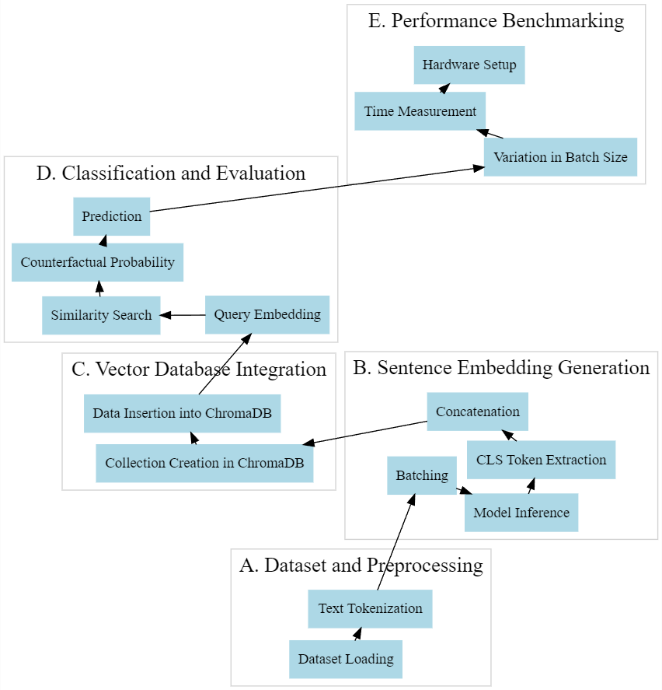 E. Performance Benchmarking
Hardware Setup
Time Measurement
Variation in Batch Size
D. Classification and Evaluation
Prediction
Counterfactual Probability
Similarity Search
Query Embedding
C. Vector Database Integration
Data Insertion into ChromaDB
Collection Creation in ChromaDB
B. Sentence Embedding Generation
Concatenation
CLS Token Extraction
Batching
Model Inference
A. Dataset and Preprocessing
Text Tokenization
Dataset Loading